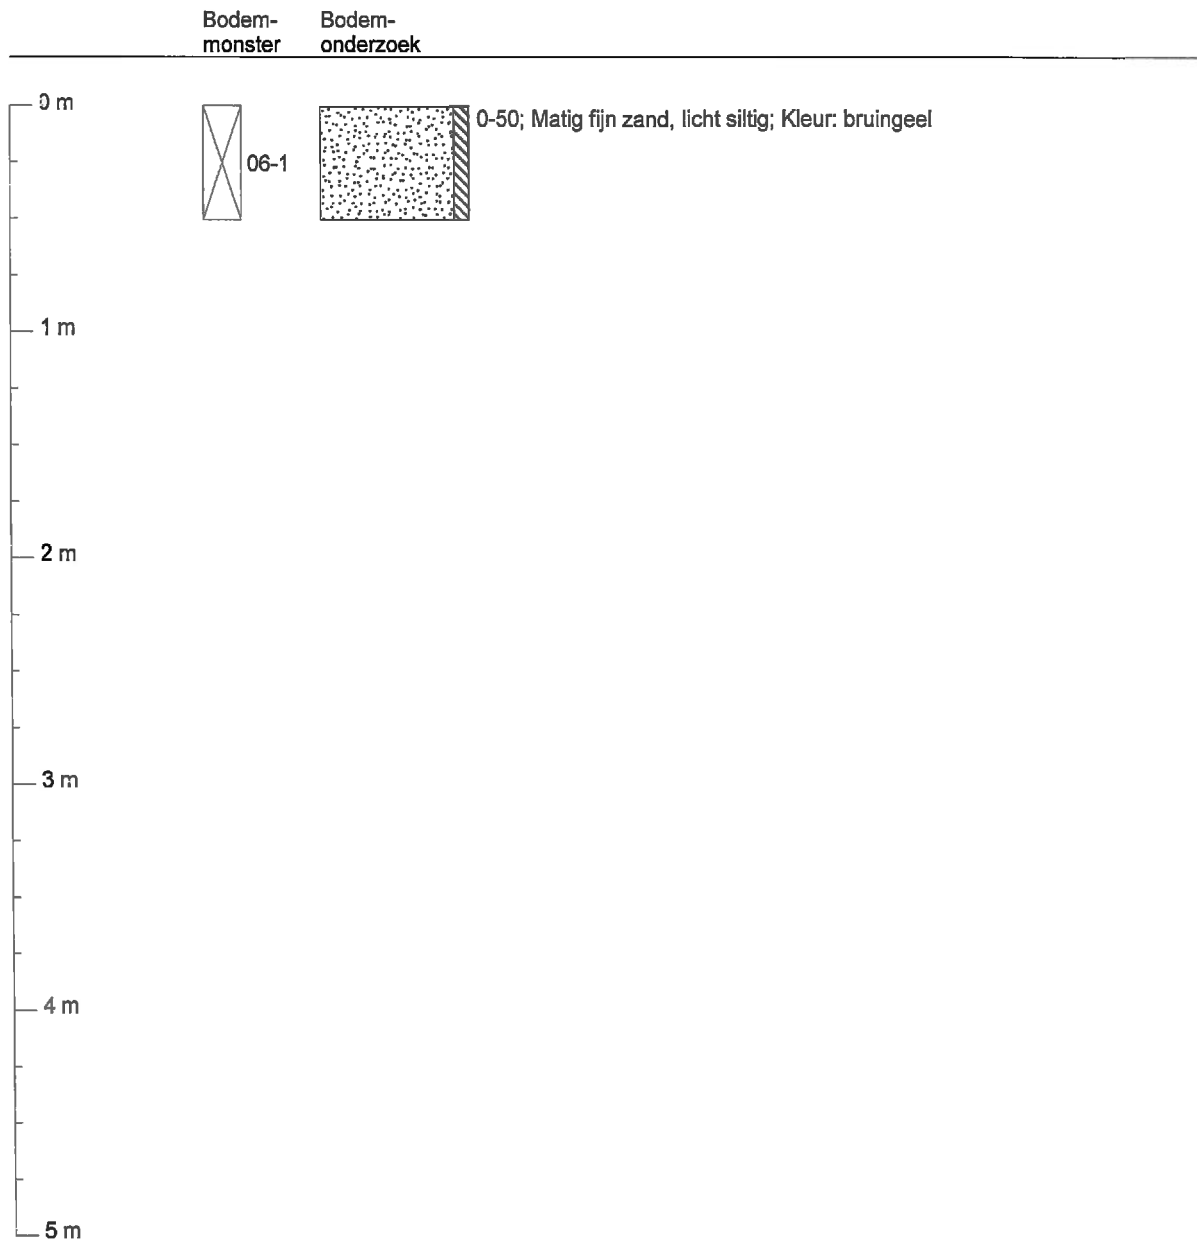 Bodem-
monster
Bodem-
onderzoek
0 m
06-1
0-50; Matig fijn zand, licht siltig; Kleur: bruingeel
1 m
2 m
3 m
4 m
5 m